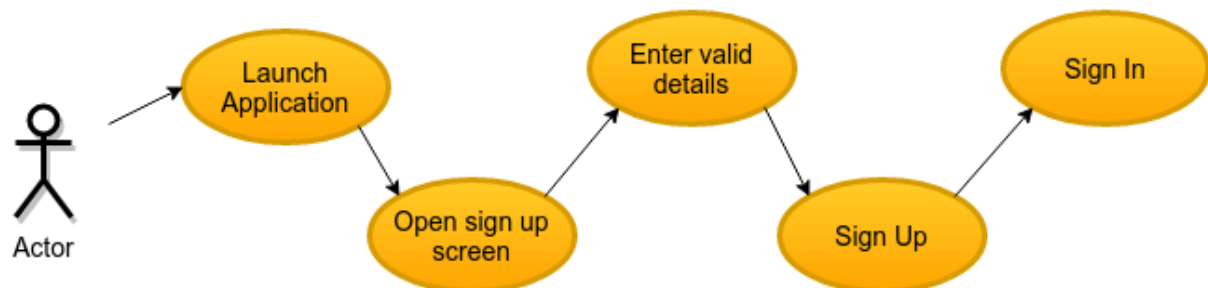 Launch
Application
Enter valid
details
Sign In
Actor
Open sign up
screen
Sign Up